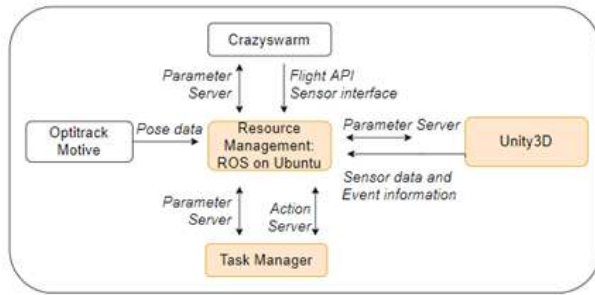 Crazyswarm
Parameter
Server
Flight API
Sensor interface
Optitrack
Motive
Pose data
Resource
Management:
ROS on Ubuntu
Parameter Server
Unity3D
Sensor data and
Event information
Parameter
Server
Action
Server
Task Manager